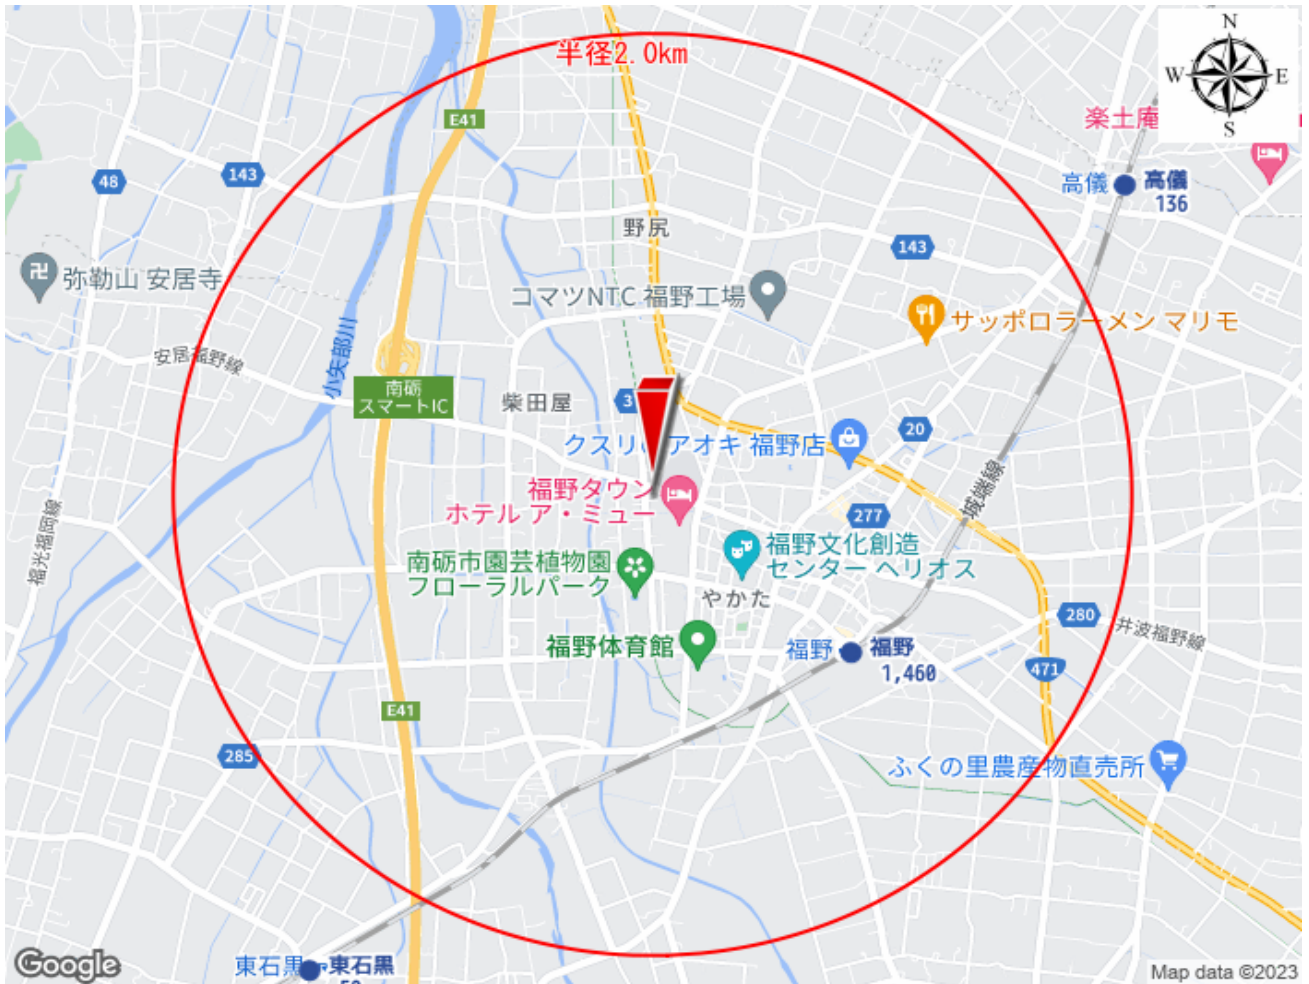 半径2.0km
N
W
E
S
E41
楽土庵
48
143
高儀
高儀
136
野尻
143
弥勒山 安居寺
コマツNTC 福野工場
サッポロラーメン マリモ
安居福野線
小矢部川
南砺
スマートIC
柴田屋
3
20
クスリのアオキ 福野店
城端線
福野タウン
ホテル ア・ミュー
277
福光福岡線
福野文化創造
センター ヘリオス
南砺市園芸植物園
フローラルパーク
やかた
280
井波福野線
福野体育館
福野
福野
1,460
471
E41
285
ふくの里農産物直売所
東石黒
東石黒
Google
Map data ©2023